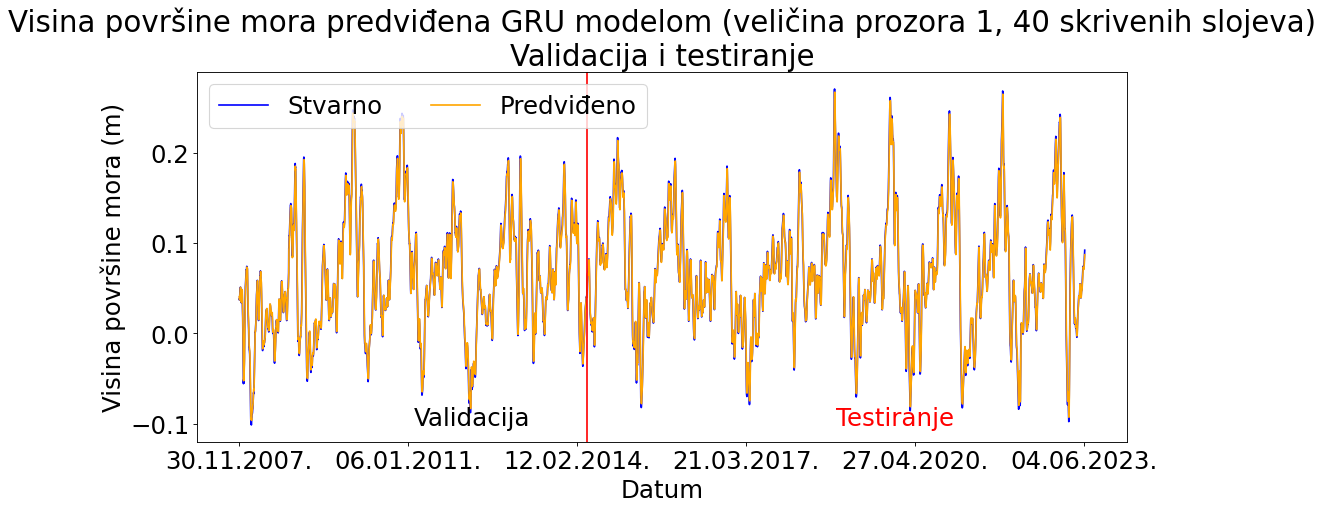 Visina površine mora predviđena GRU modelom (veličina prozora 1, 40 skrivenih slojeva)
Validacija i testiranje
Stvarno
Predviđeno
Visina površine mora (m)
0.2
0.1
0.0
−0.1
Validacija
Testiranje
30.11.2007.
06.01.2011.
12.02.2014.
21.03.2017.
27.04.2020.
04.06.2023.
Datum